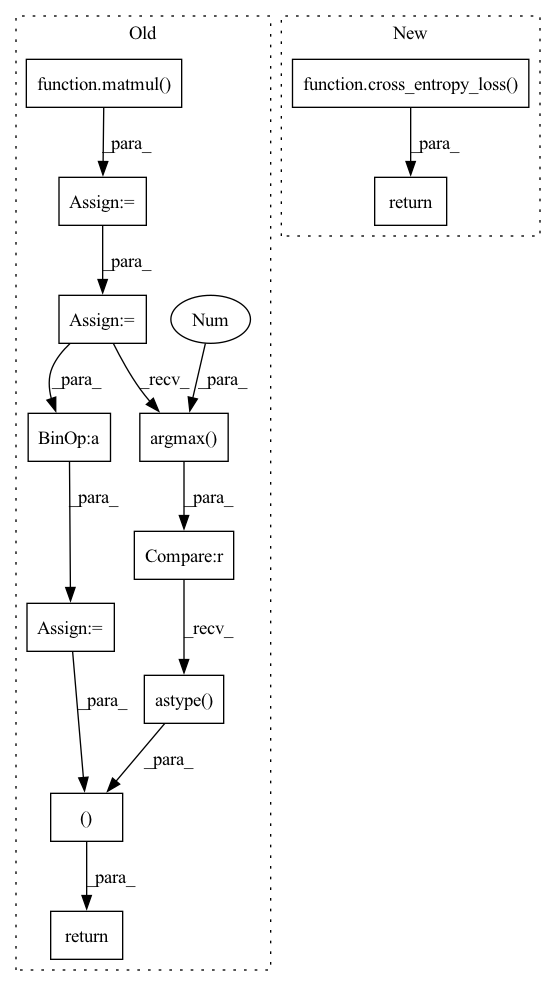 Old
New
function.matmul()
function.cross_entropy_loss()
_para_
_para_
Assign:=
return
_para_
Assign:=
Num
_para_
_recv_
_para_
BinOp:a
argmax()
_para_
_para_
Compare:r
Assign:=
_recv_
_para_
astype()
_para_
()
_para_
return